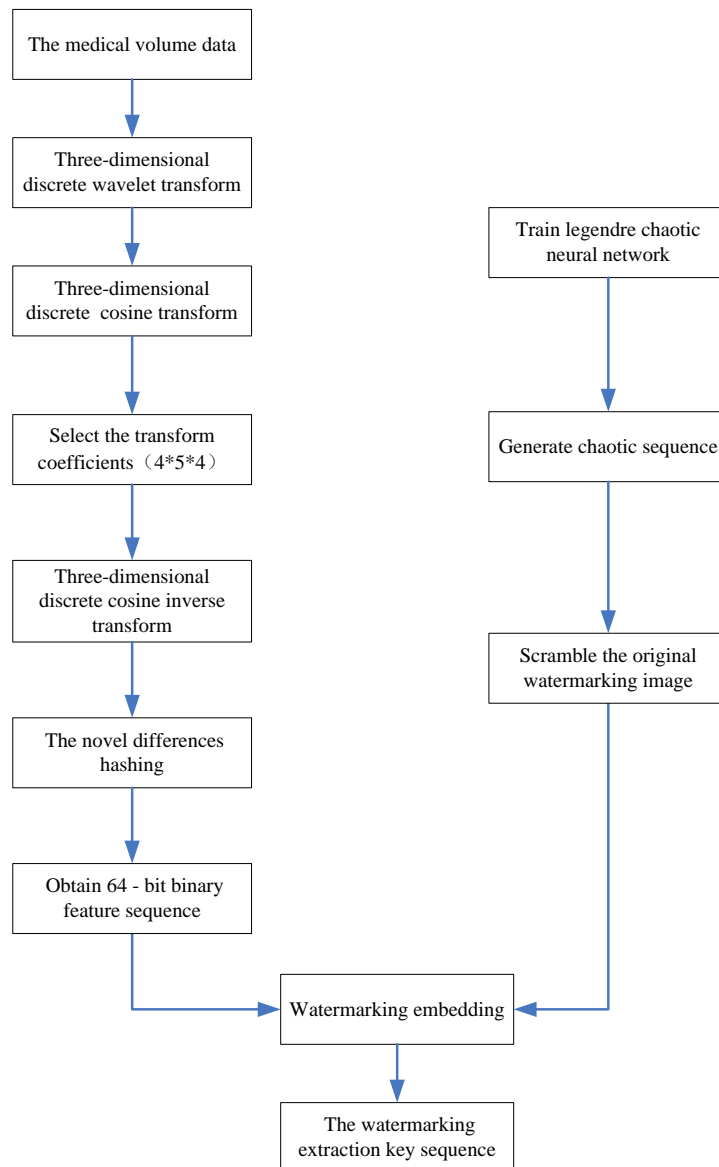 The medical volume data
Three-dimensional
discrete wavelet transform
Three-dimensional
discrete cosine transform
Select the transform
coefficients（4*5*4）
Three-dimensional
discrete cosine inverse
transform
The novel differences
hashing
Obtain 64 - bit binary
feature sequence
Train legendre chaotic
neural network
Generate chaotic sequence
Scramble the original
watermarking image
Watermarking embedding
The watermarking
extraction key sequence